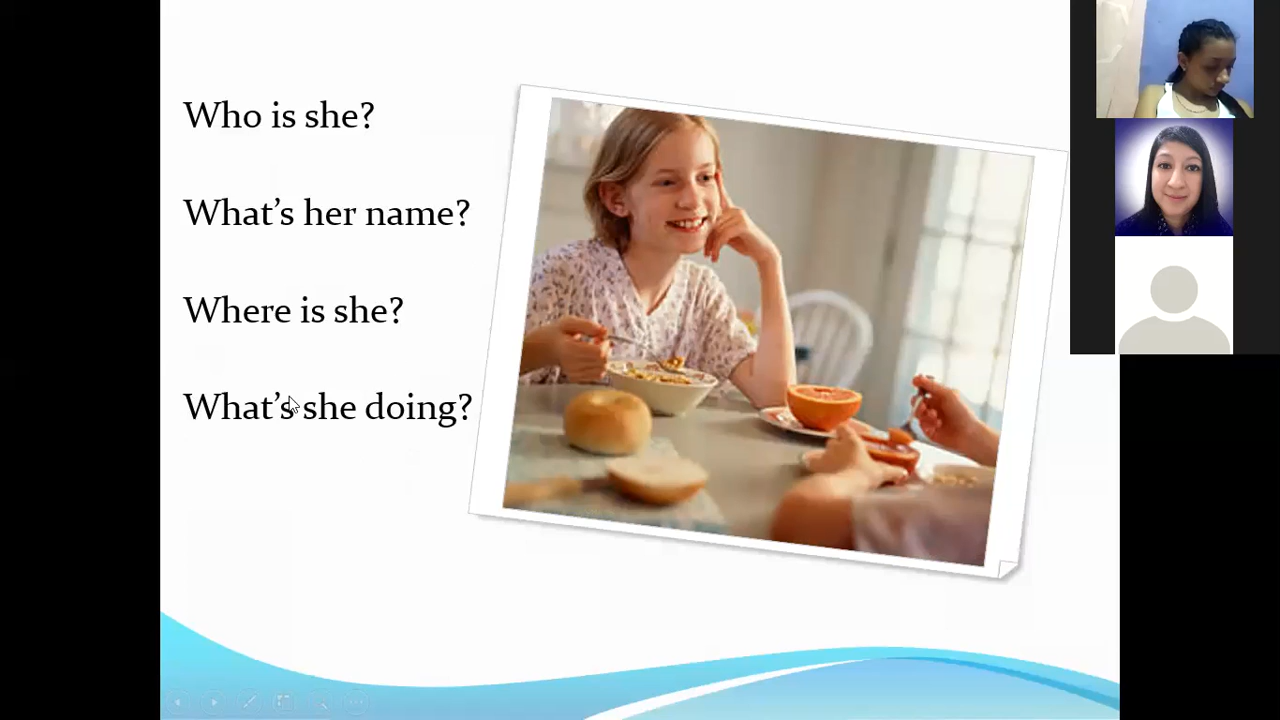 Who is she?
What's her name?
Where is she?
What's she doing?